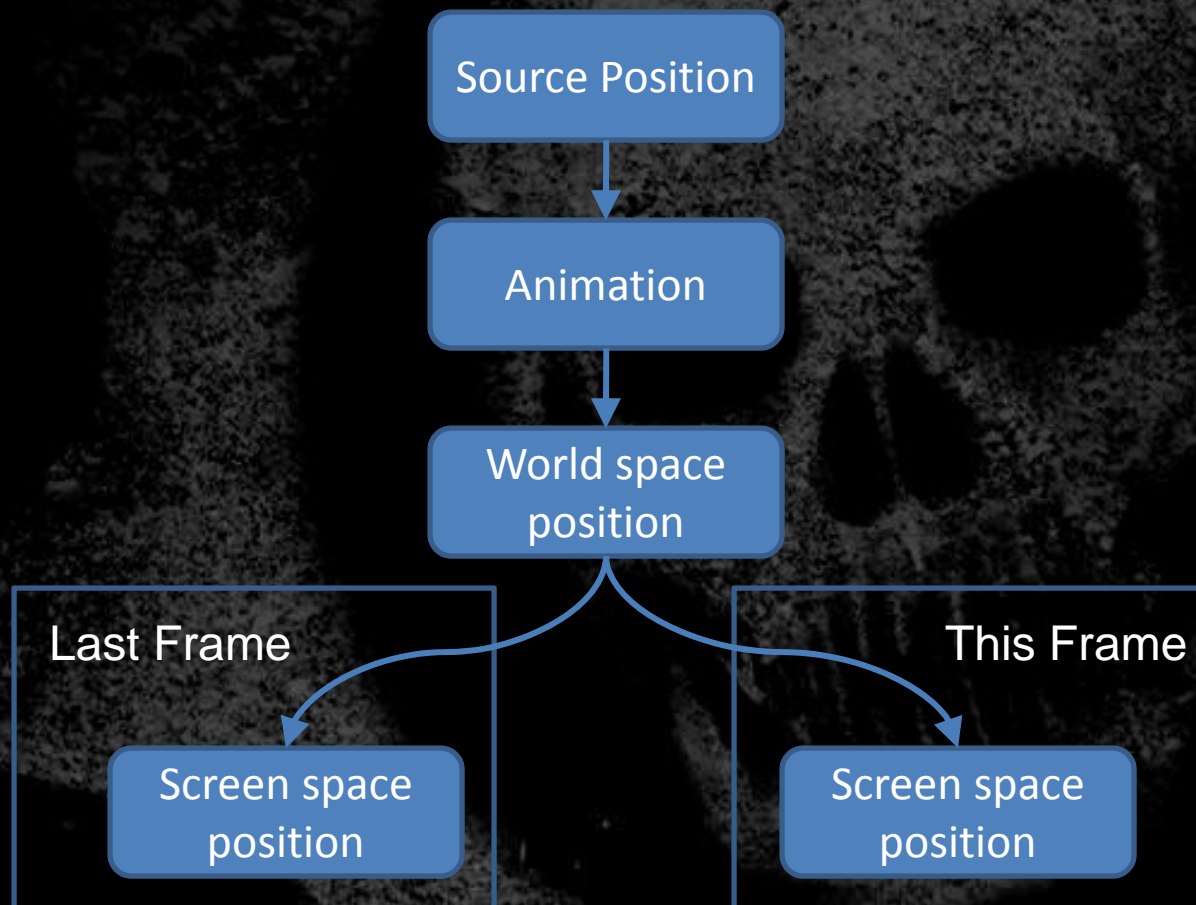 Source Position
Animation
World space
position
Last Frame
This Frame
Screen space
position
Screen space
position